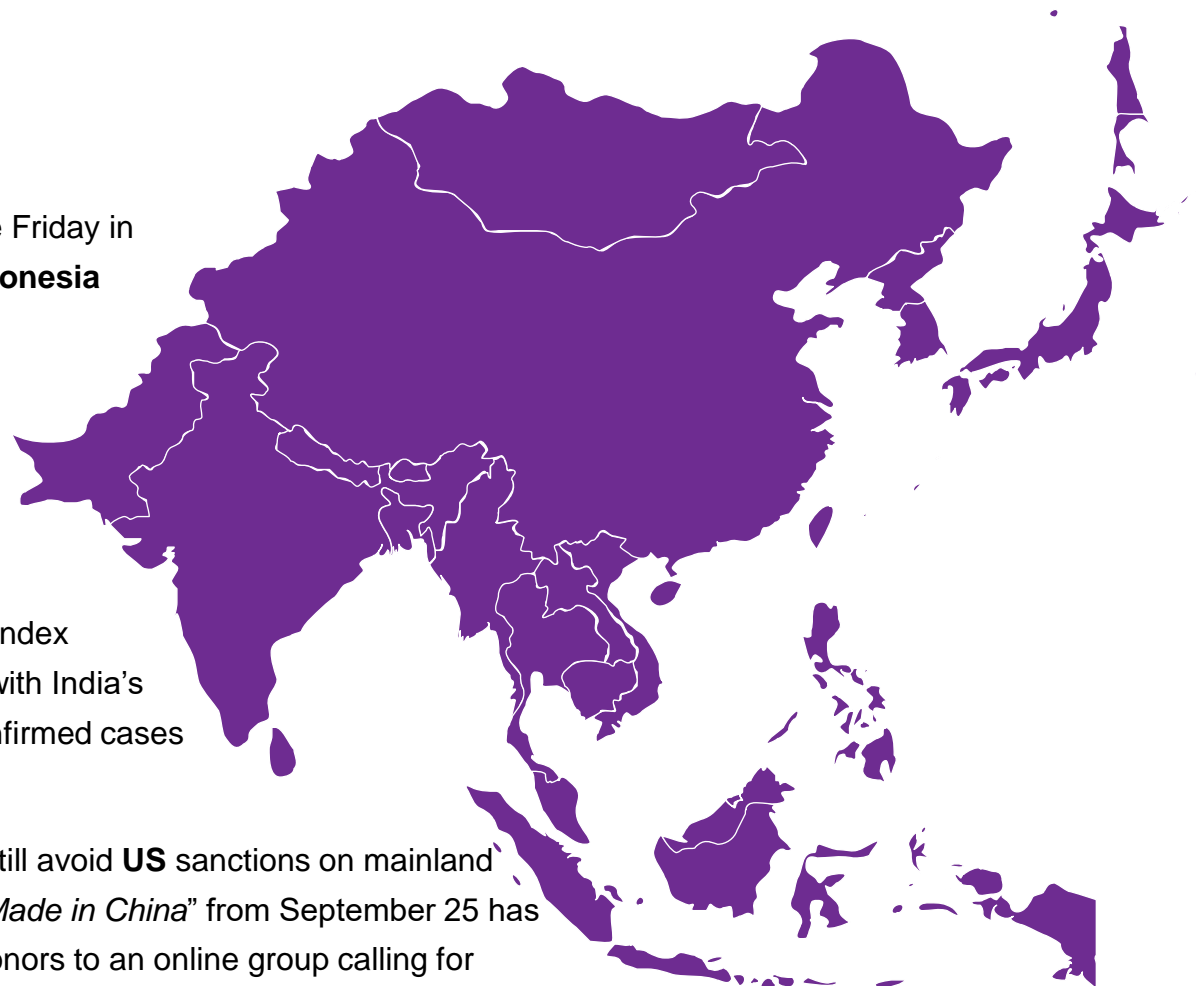 e Friday in
onesia
ndex
with India’s
nfirmed cases
till avoid US sanctions on mainland
Made in China” from September 25 has
onors to an online group calling for